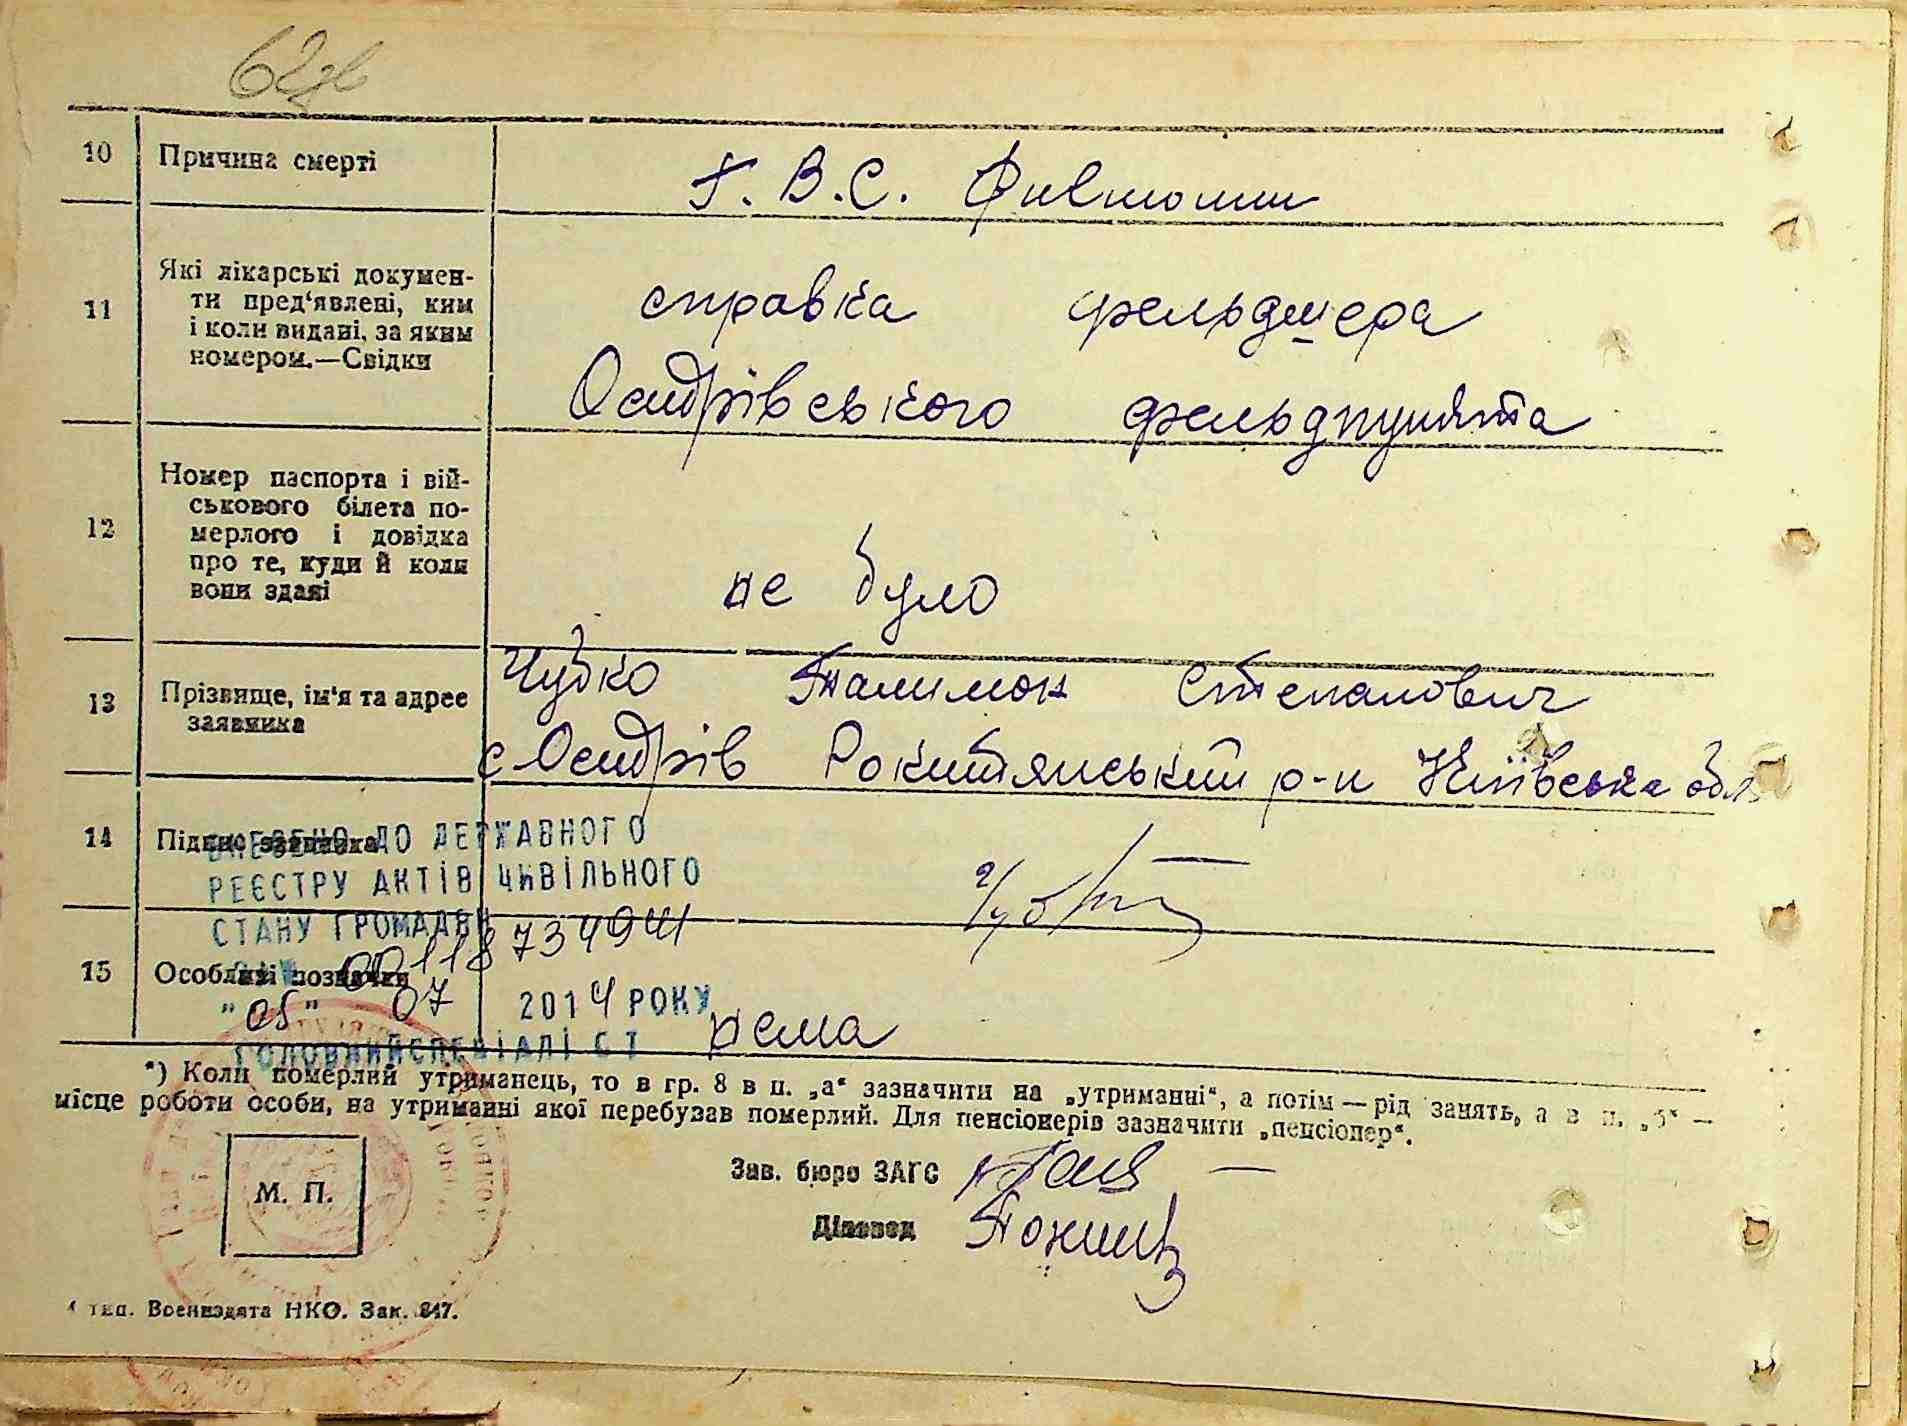 62зв
10 Причина смерті
Т. В. С.
11 Які лікарські докумен-
ти пред‘явлені, ким
і коли видані, за яким
номером.—Свідки
справка фельдшера
Острівського фельдпункта
12 Номер паспорта і вій-
ськового білета по-
мерлого і довідка
про те, куди й коли
вони здані
не було
13 Прізвище, ім‘я та адрес
заявника
Чубко Степанович
с Острів Рокитянський р-н Київська обл
14 Підпис заявника
ВНЕСЕНО ДО ДЕРЖАВНОГО
РЕЄСТРУ АКТІВ ЦИВІЛЬНОГО
СТАНУ ГРОМАДЯН
15 Особливі позначки
"05" 07 2014 РОКУ
нема
ГОЛОВНИЙ СПЕЦІАЛІСТ
*) Коли померлий утриманець, то в гр. 8 в п. „а“ зазначити на „утриманні“, а потім — рід занять, а в п. „б“ —
місце роботи особи, на утриманні якої перебував померлий. Для пенсіонерів зазначити „пенсіонер“.
М. П.
Зав. бюро ЗАГС
Діловод
тип. Воениздата НКО. Зак. 847.